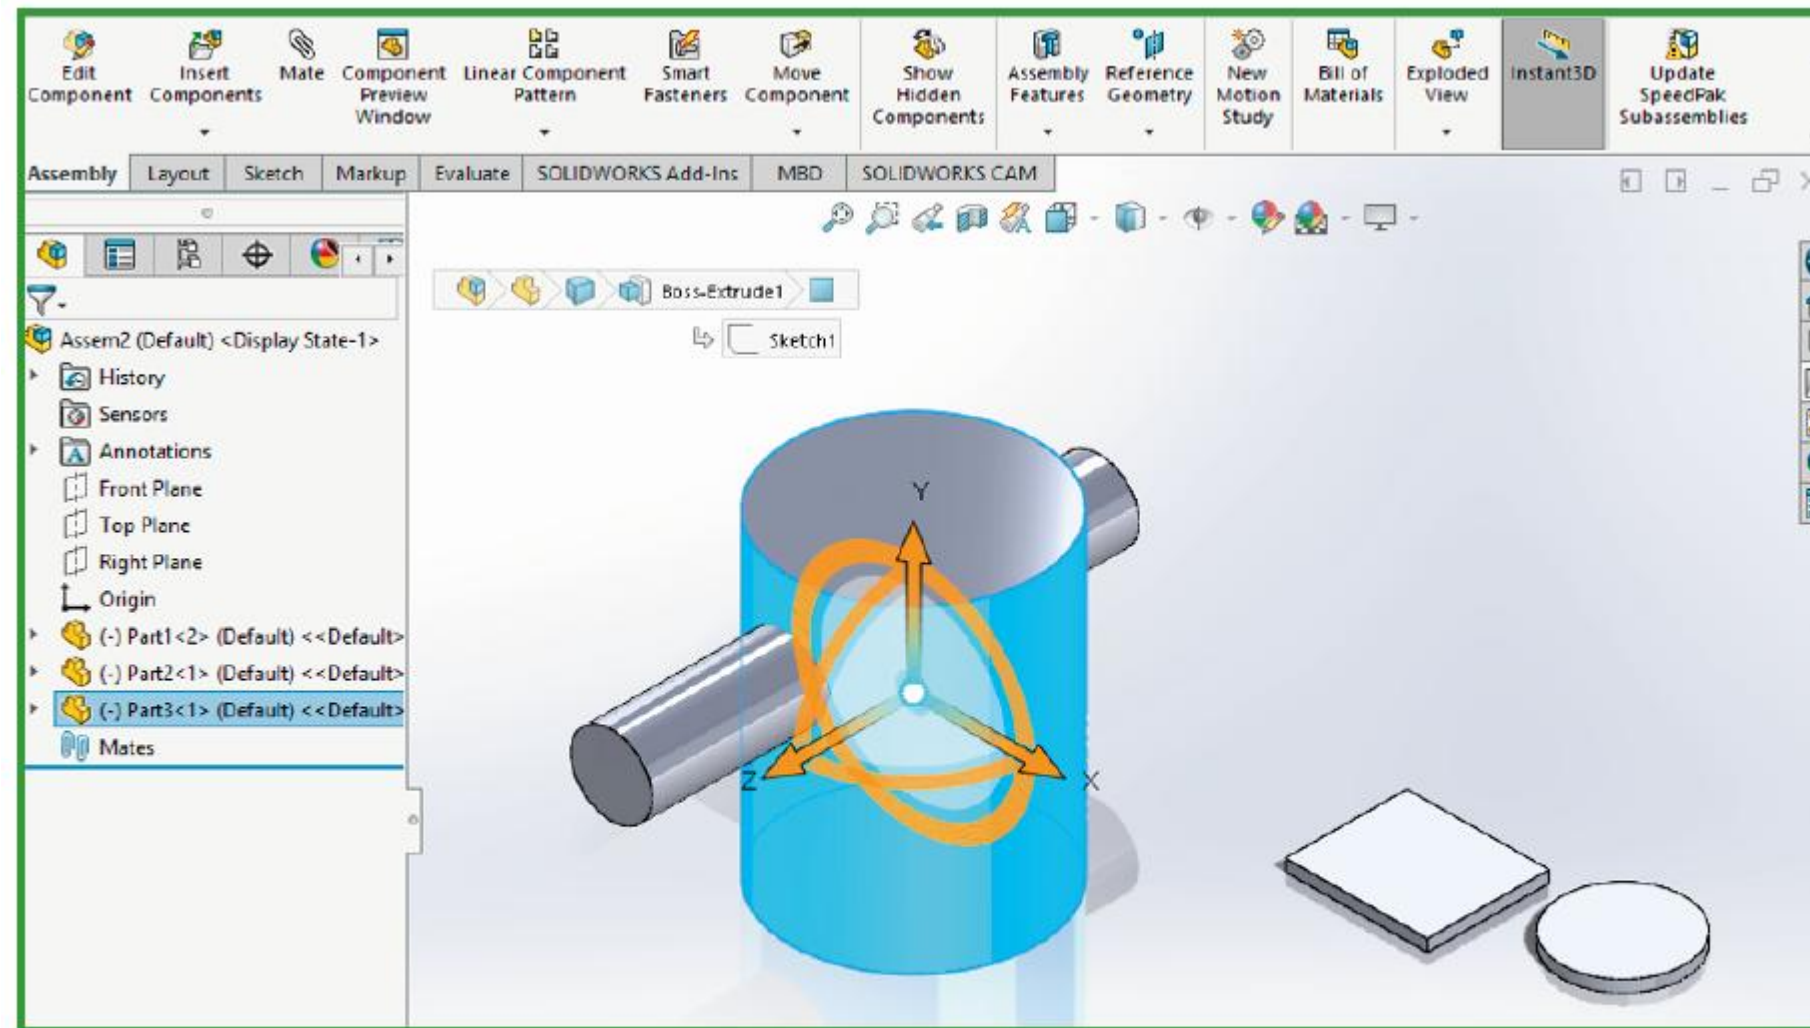 Edit Insert Mate Component Linear Component Smart Move Show Assembly Reference New Bill of Exploded Instant3D Update
Component Components Preview Pattern Fasteners Component Hidden Features Geometry Motion Materials View SpeedPak
Window Components Study Subassemblies
Assembly Layout Sketch Markup Evaluate SOLIDWORKS Add-Ins MBD SOLIDWORKS CAM
Boss-Extrude1
Sketch1
Assem2 (Default) <Display State-1>
History
Sensors
Annotations
Front Plane
Top Plane
Right Plane
Origin
(-) Part1<2> (Default) <<Default>
(-) Part2<1> (Default) <<Default>
(-) Part3<1> (Default) <<Default>
Mates
Y
Z
X